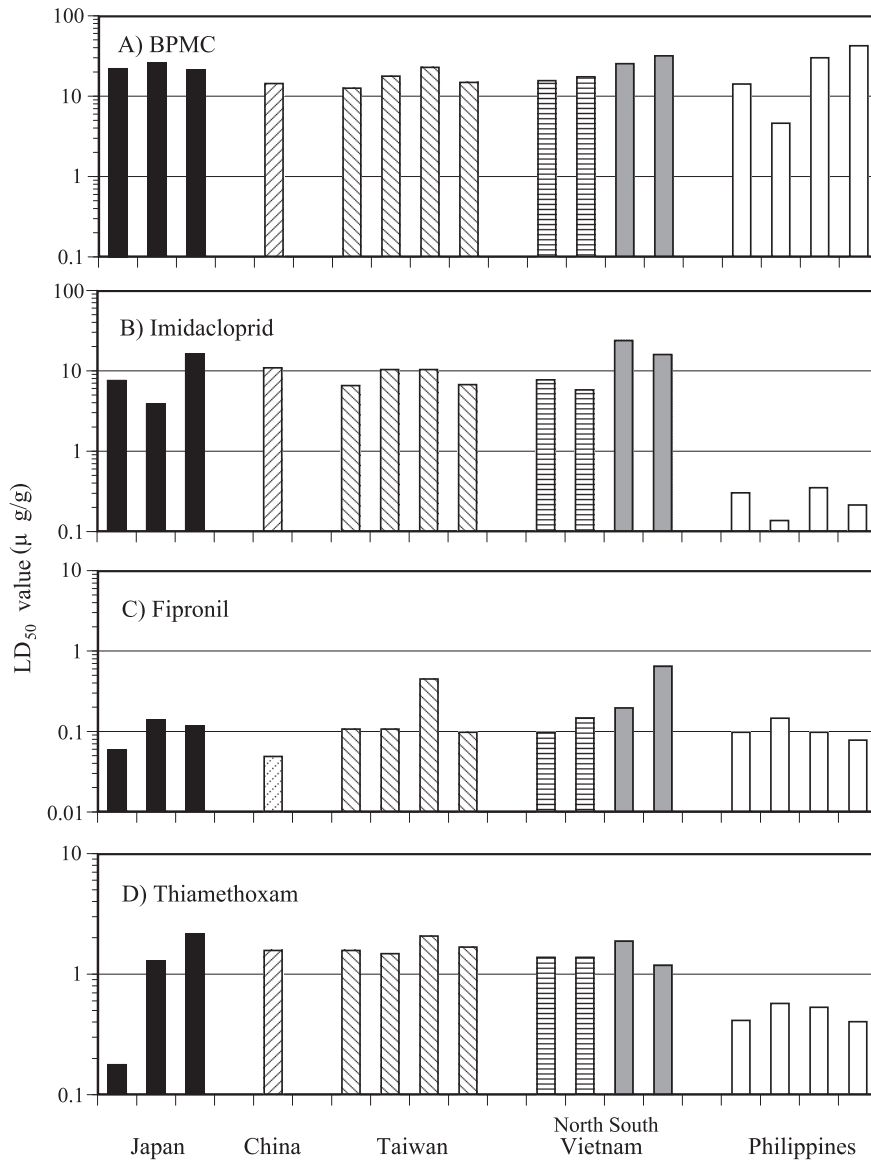 A) BPMC
100
10
1
0.1
B) Imidacloprid
100
10
1
0.1
C) Fipronil
10
1
0.1
0.01
D) Thiamethoxam
10
1
0.1
LD50 value (μ g/g)
North South
Japan China Taiwan Vietnam Philippines